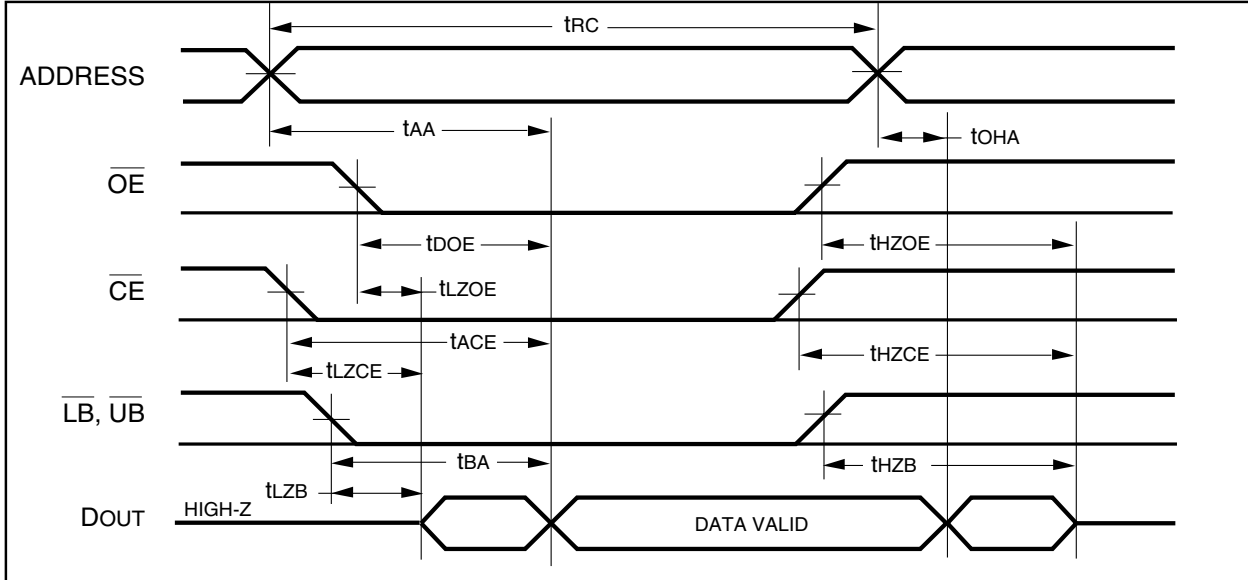 tRC
ADDRESS
tAA
tOHA
OE
tDOE
tHZOE
CE
tLZOE
tACE
tHZCE
tLZCE
LB, UB
tBA
tHZB
tLZB
DOUT
HIGH-Z
DATA VALID